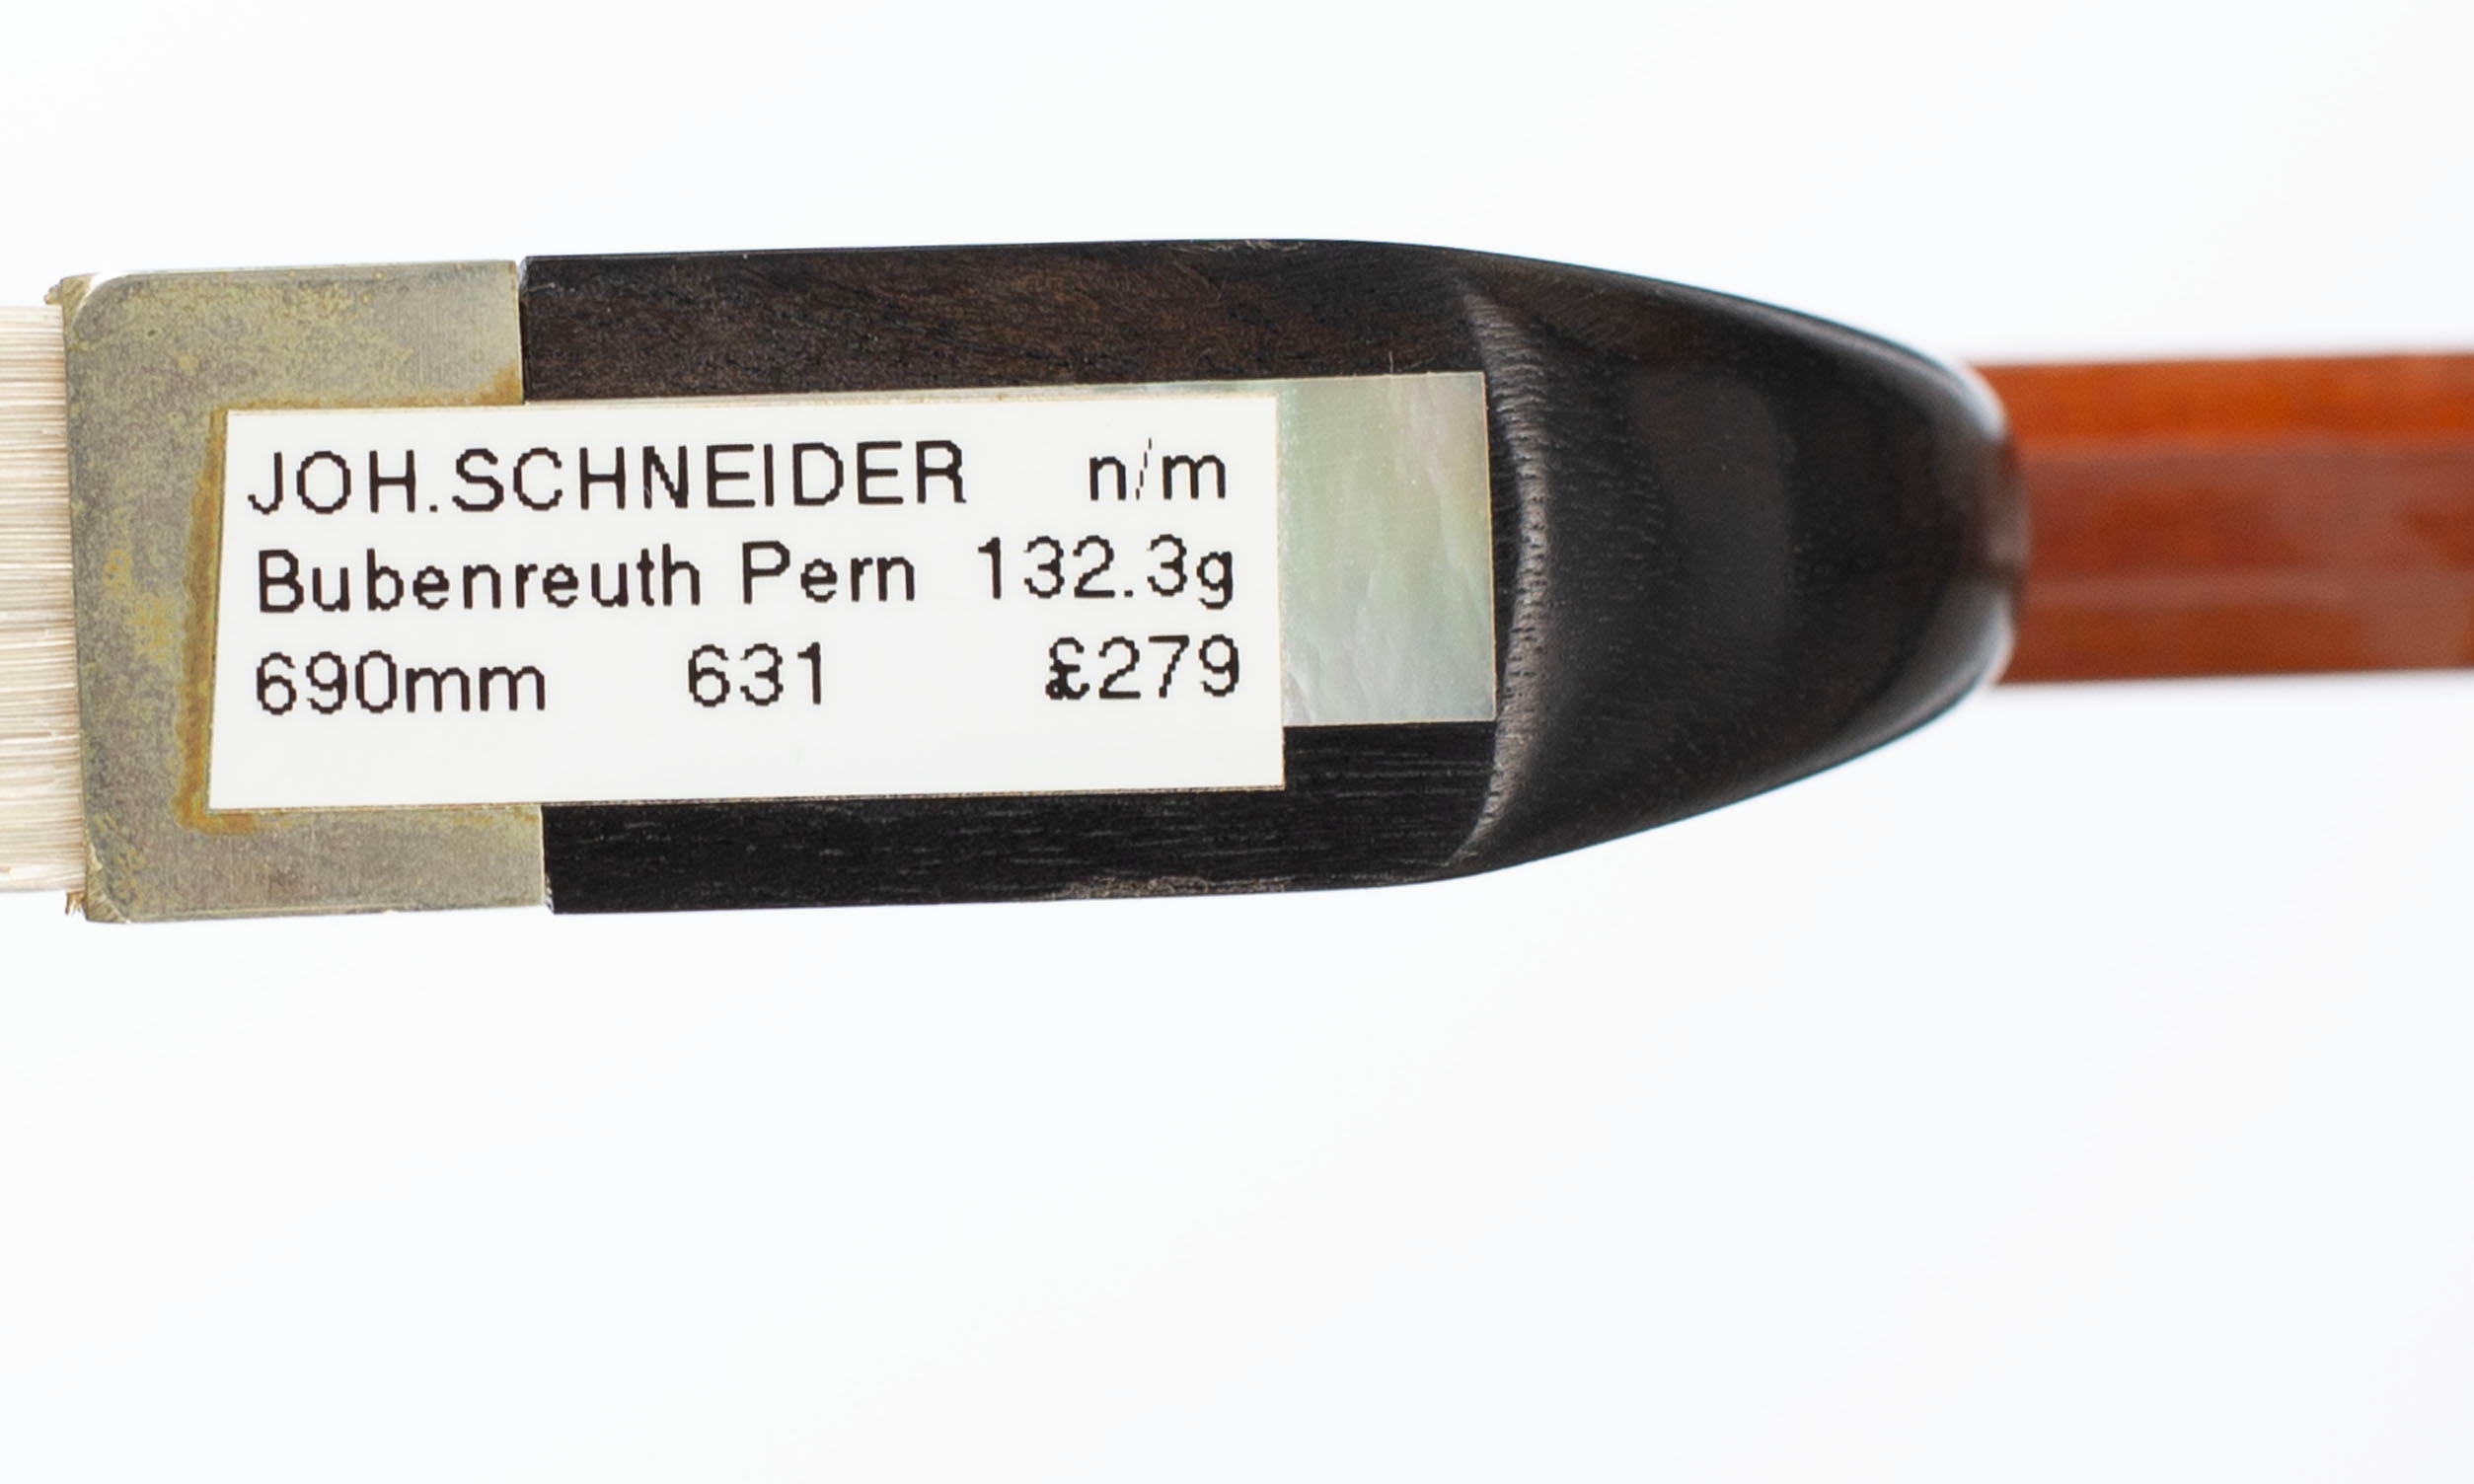 JOH.SCHNEIDER n/m
Bubenreuth Pern 132.3g
690mm 631 £279